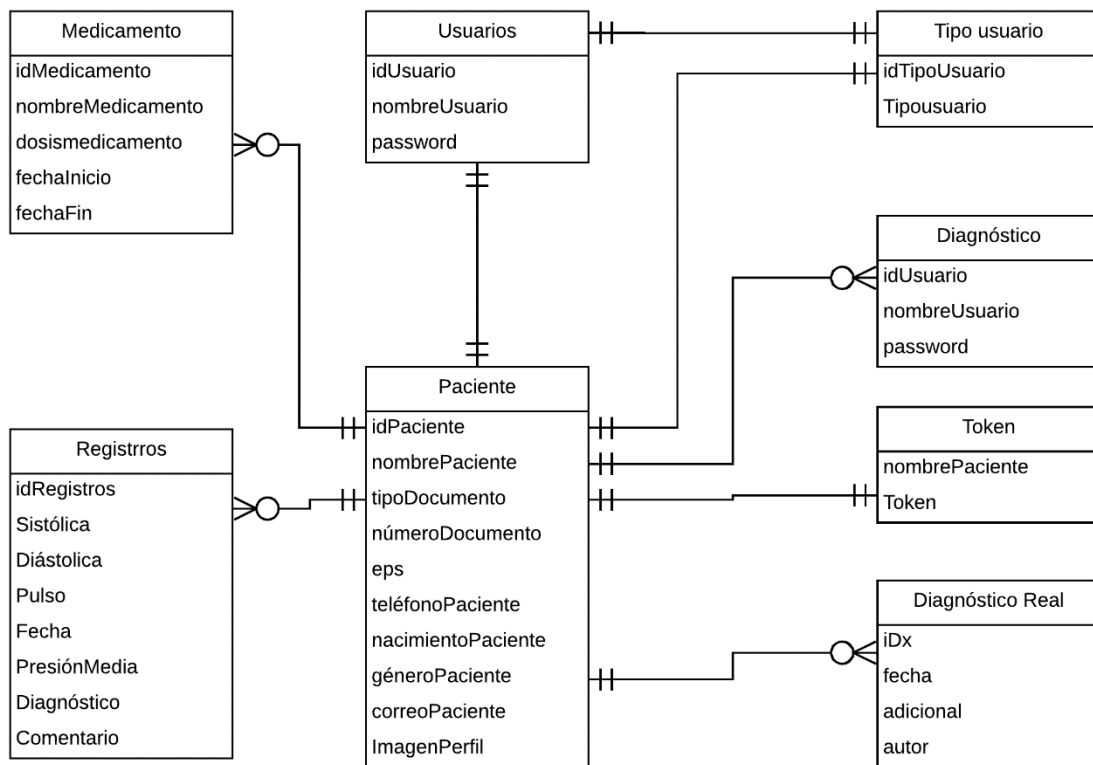 Medicamento
idMedicamento
nombreMedicamento
dosismedicamento
fechaInicio
fechaFin
Usuarios
idUsuario
nombreUsuario
password
Tipo usuario
idTipoUsuario
Tipousuario
Diagnóstico
idUsuario
nombreUsuario
password
Paciente
idPaciente
nombrePaciente
tipoDocumento
númeroDocumento
eps
teléfonoPaciente
nacimientoPaciente
géneroPaciente
correoPaciente
ImagenPerfil
Token
nombrePaciente
Token
Registrros
idRegistros
Sistólica
Diástolica
Pulso
Fecha
PresiónMedia
Diagnóstico
Comentario
Diagnóstico Real
iDx
fecha
adicional
autor